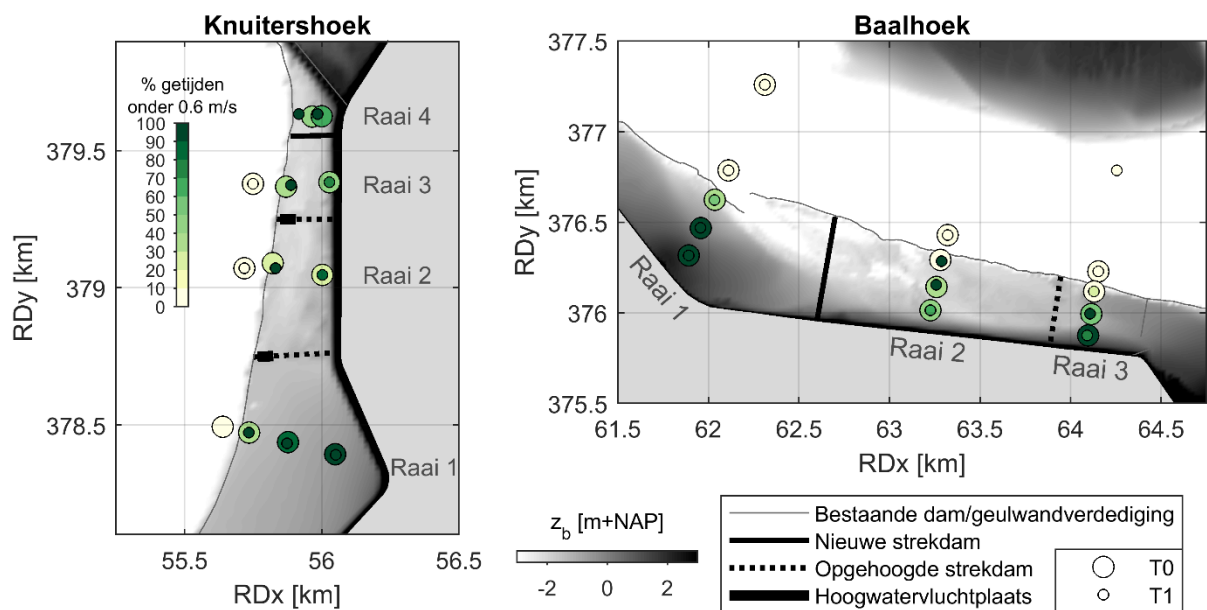 Knuitershoek
% getijden
onder 0.6 m/s
100
90
80
70
60
50
40
30
20
10
0
Raai 4
Raai 3
Raai 2
Raai 1
379.5
379
378.5
RDy [km]
55.5
56
56.5
RDx [km]
Baalhoek
377.5
377
376.5
376
375.5
RDy [km]
Raai 1
Raai 2
Raai 3
61.5
62
62.5
63
63.5
64
64.5
RDx [km]
z_b [m+NAP]
-2
0
2
Bestaande dam/geulwandverdediging
Nieuwe strekdam
Opgehoogde strekdam
Hoogwatervluchtplaats
T0
T1